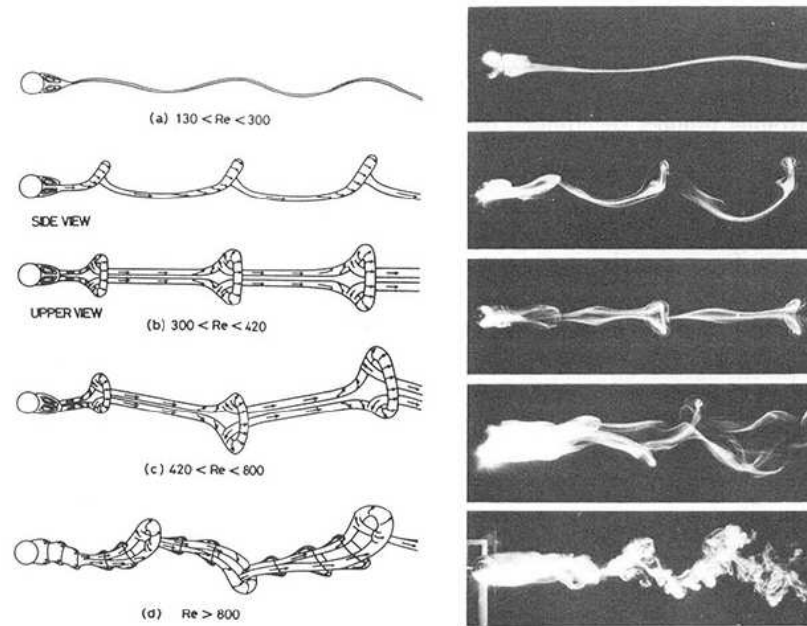 (a) 130 < Re < 300
SIDE VIEW
UPPER VIEW
(b) 300 < Re < 420
(c) 420 < Re < 800
(d) Re > 800